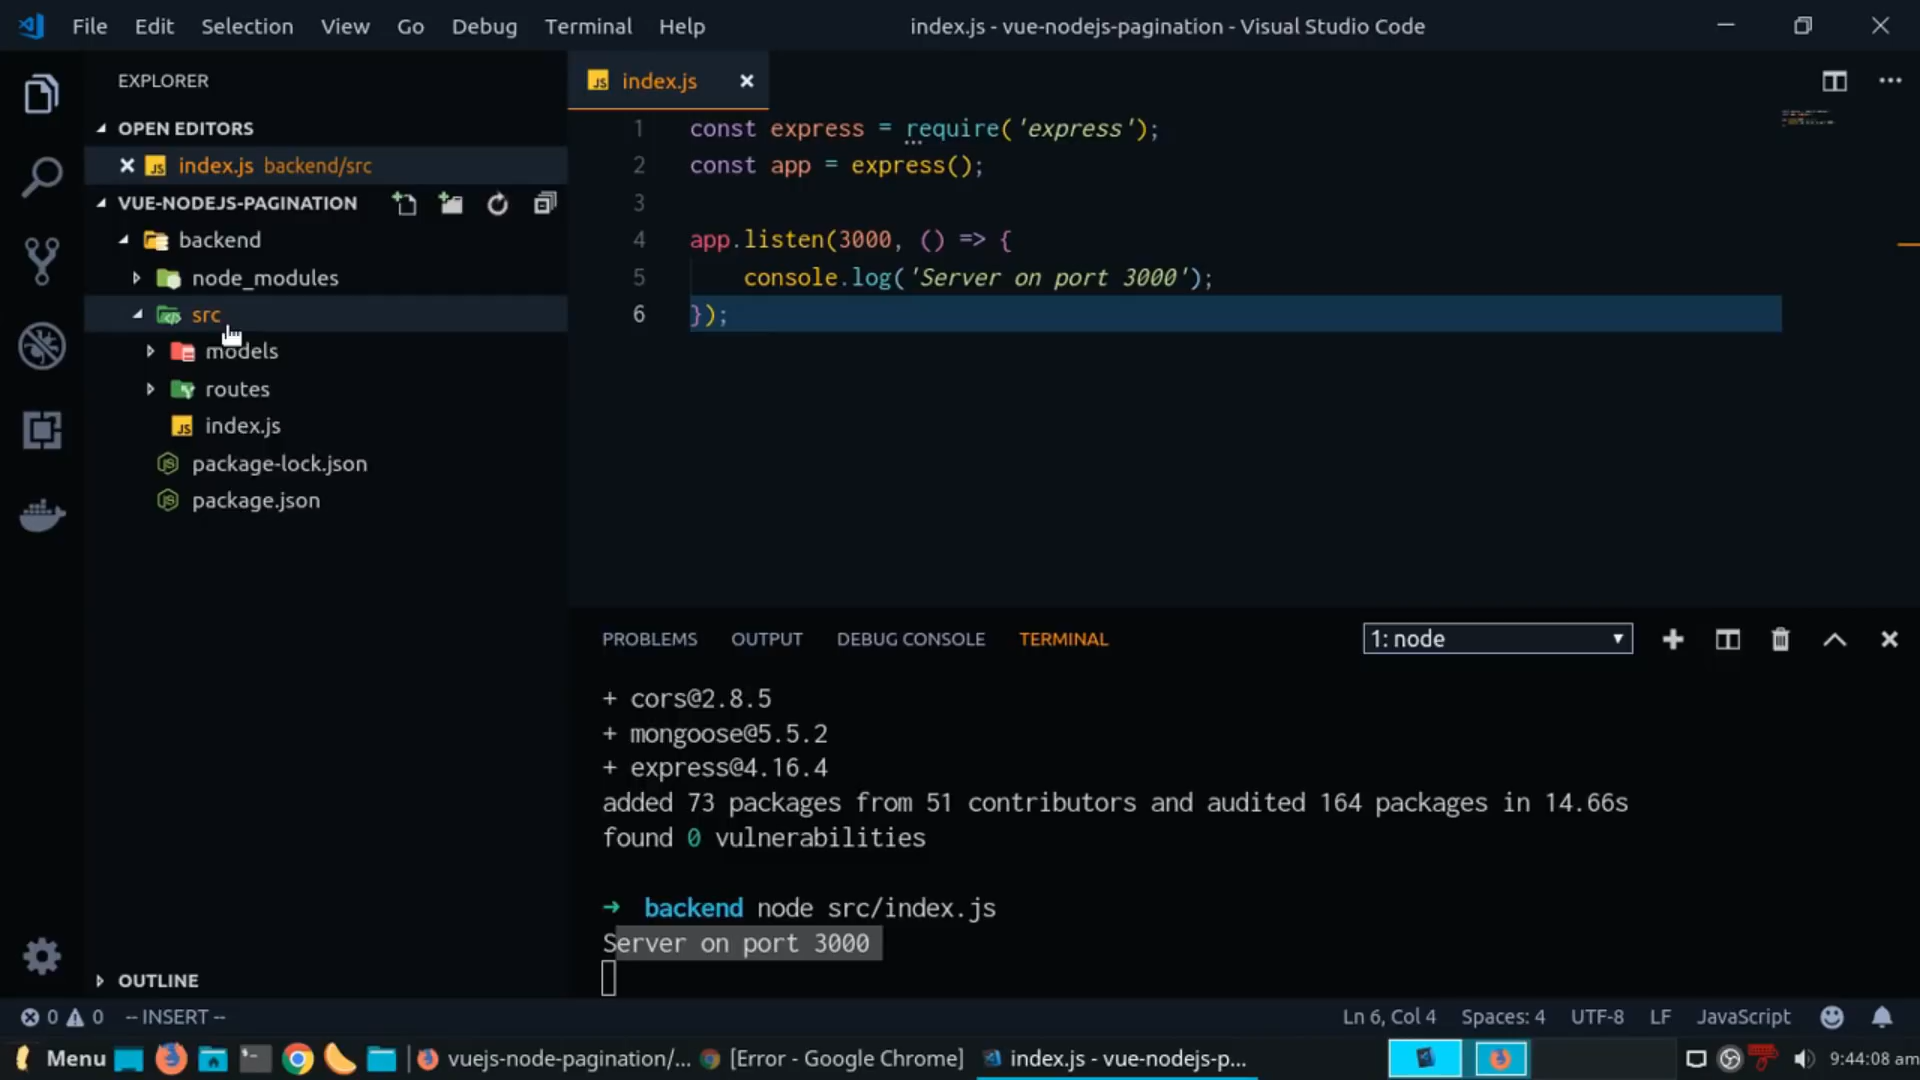 File Edit Selection View Go Debug Terminal Help index.js - vue-nodejs-pagination - Visual Studio Code
EXPLORER
OPEN EDITORS
index.js backend/src
VUE-NODEJS-PAGINATION
backend
node_modules
src
models
routes
index.js
package-lock.json
package.json
OUTLINE
index.js
1 const express = require('express');
2 const app = express();
3
4 app.listen(3000, () => {
5 console.log('Server on port 3000');
6 });
PROBLEMS OUTPUT DEBUG CONSOLE TERMINAL 1: node
+ cors@2.8.5
+ mongoose@5.5.2
+ express@4.16.4
added 73 packages from 51 contributors and audited 164 packages in 14.66s
found 0 vulnerabilities
➜ backend node src/index.js
Server on port 3000
0 0 -- INSERT -- Ln 6, Col 4 Spaces: 4 UTF-8 LF JavaScript
Menu vuejs-node-pagination/... [Error - Google Chrome] index.js - vue-nodejs-p... 9:44:08 am